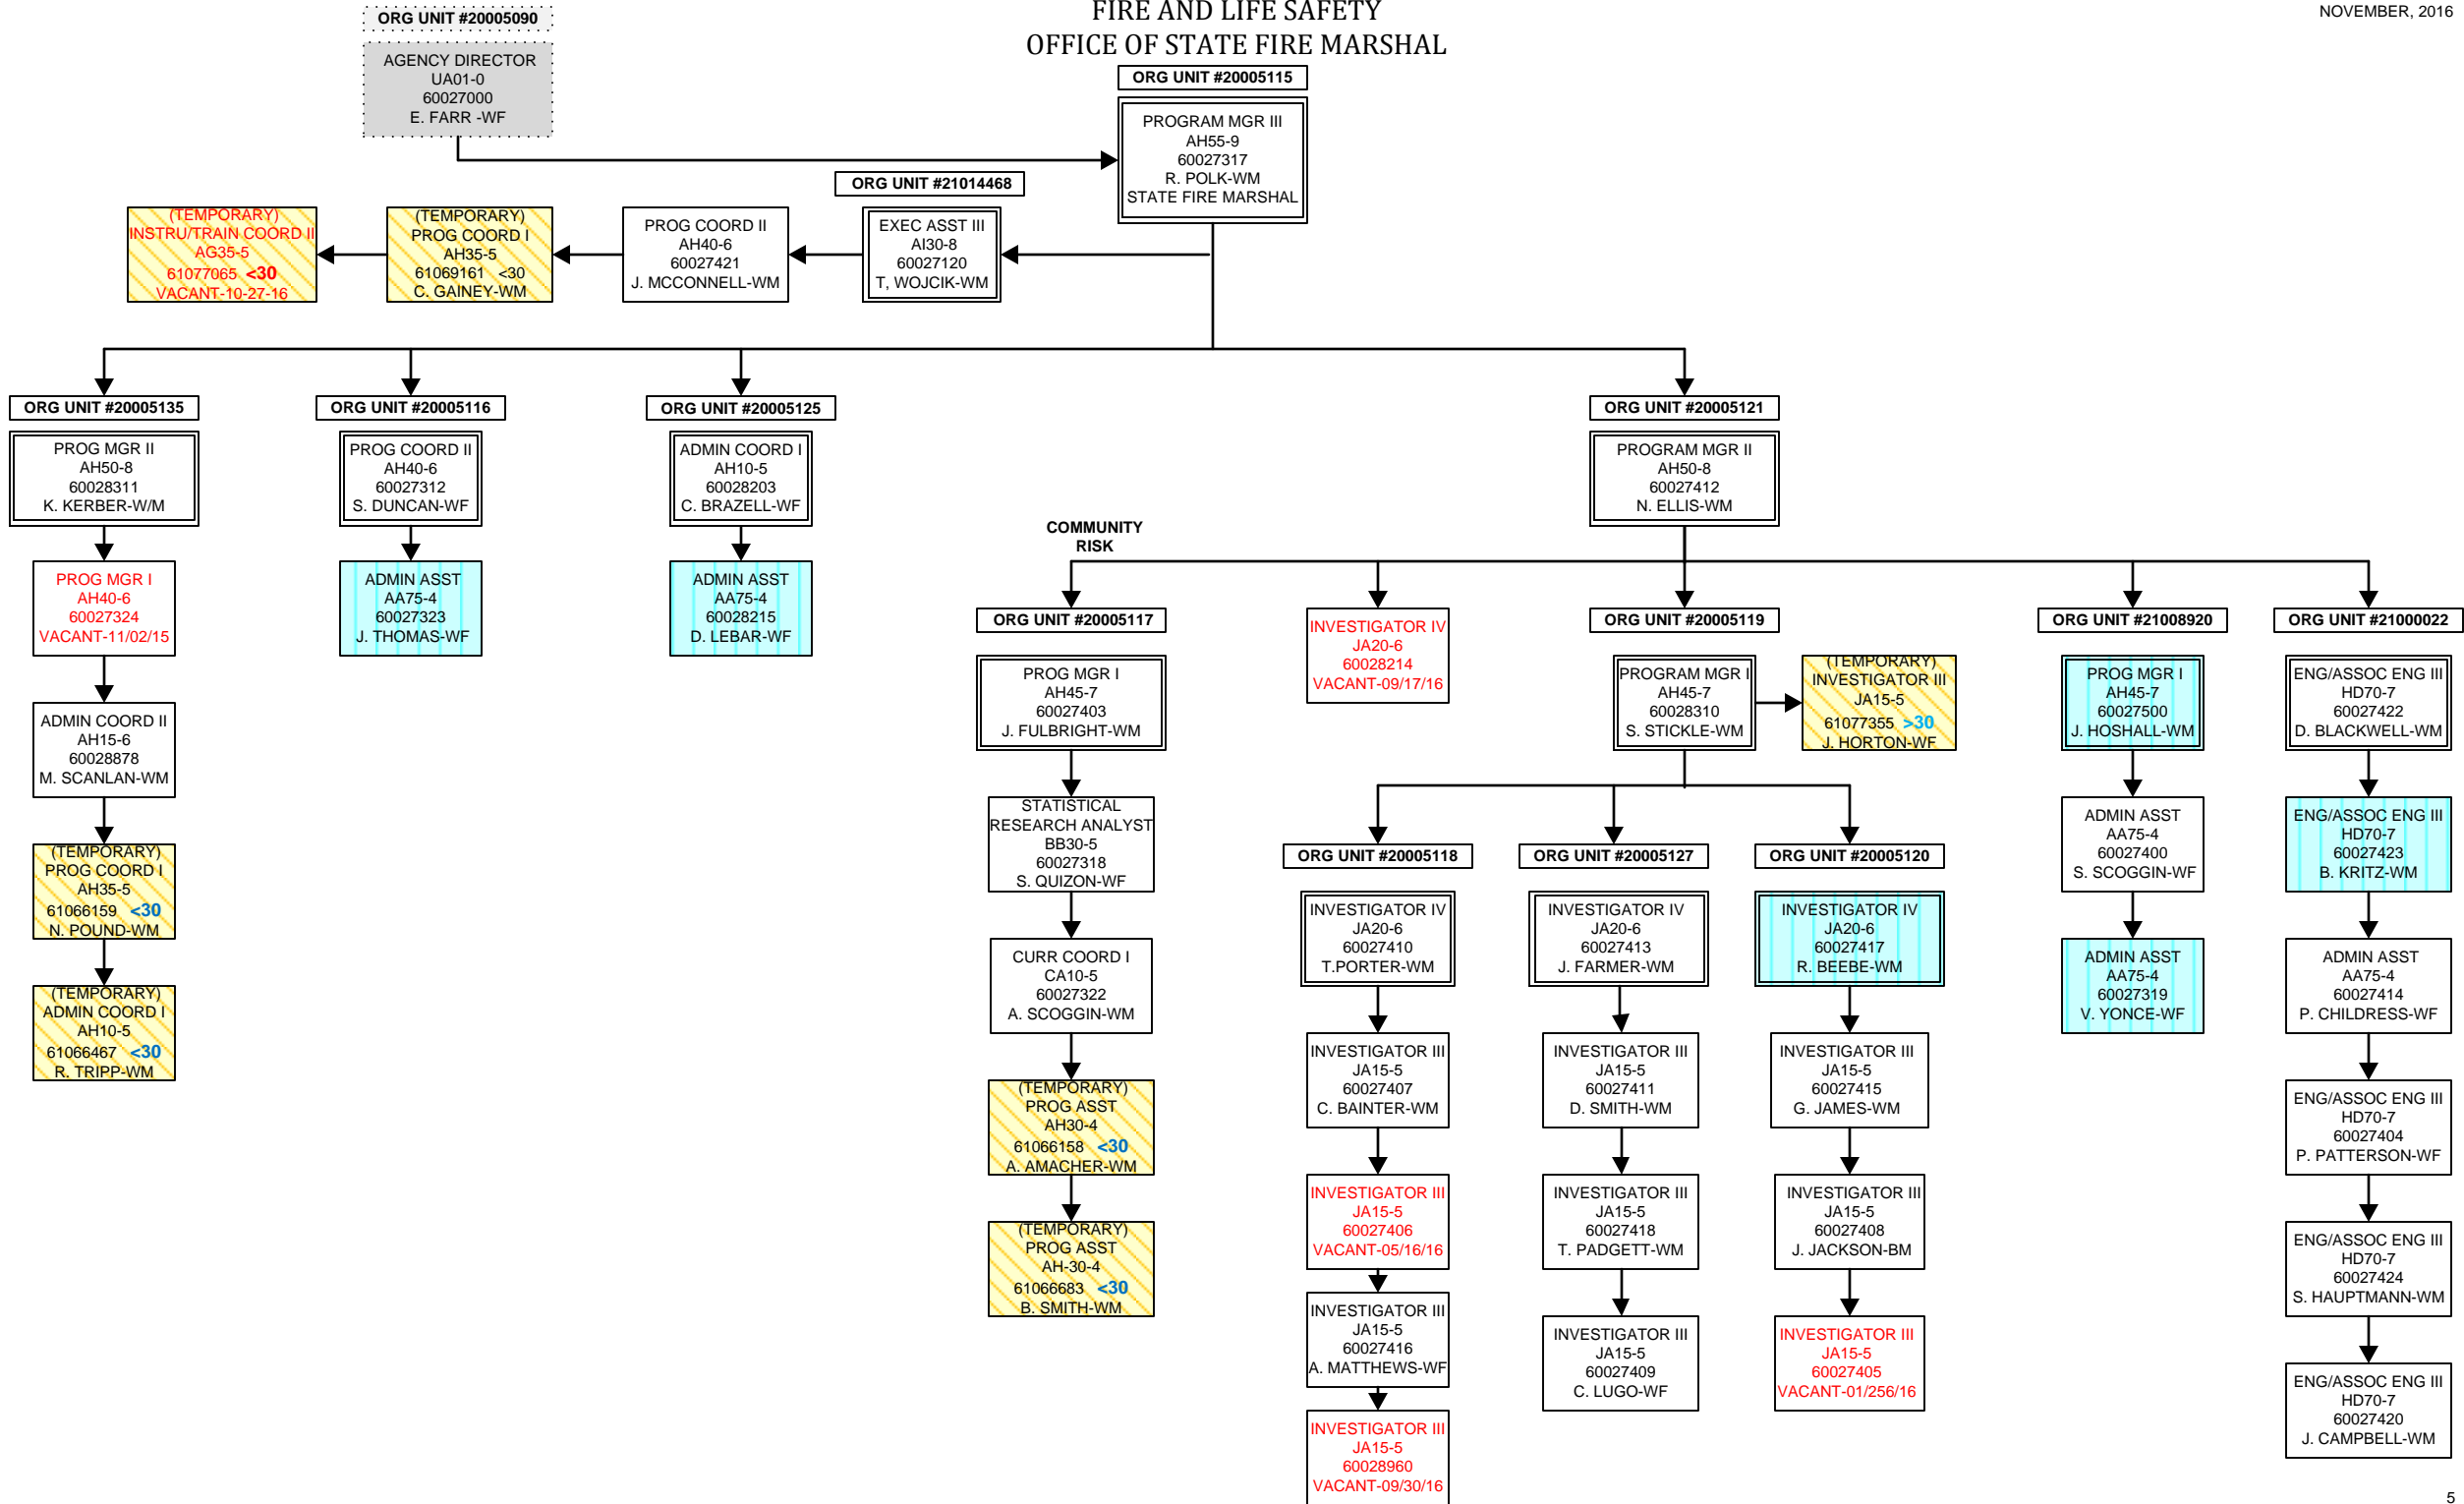 ORG UNIT #20005090
FIRE AND LIFE SAFETY
OFFICE OF STATE FIRE MARSHAL
NOVEMBER, 2016
AGENCY DIRECTOR
UA01-0
60027000
E. FARR -WF
ORG UNIT #20005115
PROGRAM MGR III
AH55-9
60027317
R. POLK-WM
STATE FIRE MARSHAL
ORG UNIT #21014468
(TEMPORARY)
INSTRU/TRAIN COORD II
AG35-5
61077065 <30
VACANT-10-27-16
(TEMPORARY)
PROG COORD I
AH35-5
61069161 <30
C. GAINEY-WM
PROG COORD II
AH40-6
60027421
J. MCCONNELL-WM
EXEC ASST III
AI30-8
60027120
T, WOJCIK-WM
ORG UNIT #20005135
PROG MGR II
AH50-8
60028311
K. KERBER-W/M
PROG MGR I
AH40-6
60027324
VACANT-11/02/15
ADMIN COORD II
AH15-6
60028878
M. SCANLAN-WM
(TEMPORARY)
PROG COORD I
AH35-5
61066159 <30
N. POUND-WM
(TEMPORARY)
ADMIN COORD I
AH10-5
61066467 <30
R. TRIPP-WM
ORG UNIT #20005116
PROG COORD II
AH40-6
60027312
S. DUNCAN-WF
ADMIN ASST
AA75-4
60027323
J. THOMAS-WF
ORG UNIT #20005125
ADMIN COORD I
AH10-5
60028203
C. BRAZELL-WF
ADMIN ASST
AA75-4
60028215
D. LEBAR-WF
ORG UNIT #20005121
PROGRAM MGR II
AH50-8
60027412
N. ELLIS-WM
COMMUNITY
RISK
ORG UNIT #20005117
PROG MGR I
AH45-7
60027403
J. FULBRIGHT-WM
STATISTICAL
RESEARCH ANALYST
BB30-5
60027318
S. QUIZON-WF
CURR COORD I
CA10-5
60027322
A. SCOGGIN-WM
(TEMPORARY)
PROG ASST
AH30-4
61066158 <30
A. AMACHER-WM
(TEMPORARY)
PROG ASST
AH-30-4
61066683 <30
B. SMITH-WM
INVESTIGATOR IV
JA20-6
60028214
VACANT-09/17/16
ORG UNIT #20005119
PROGRAM MGR I
AH45-7
60028310
S. STICKLE-WM
(TEMPORARY)
INVESTIGATOR III
JA15-5
61077355 >30
J. HORTON-WF
ORG UNIT #20005118
INVESTIGATOR IV
JA20-6
60027410
T.PORTER-WM
INVESTIGATOR III
JA15-5
60027407
C. BAINTER-WM
INVESTIGATOR III
JA15-5
60027406
VACANT-05/16/16
INVESTIGATOR III
JA15-5
60027416
A. MATTHEWS-WF
INVESTIGATOR III
JA15-5
60028960
VACANT-09/30/16
ORG UNIT #20005127
INVESTIGATOR IV
JA20-6
60027413
J. FARMER-WM
INVESTIGATOR III
JA15-5
60027411
D. SMITH-WM
INVESTIGATOR III
JA15-5
60027418
T. PADGETT-WM
INVESTIGATOR III
JA15-5
60027409
C. LUGO-WF
ORG UNIT #20005120
INVESTIGATOR IV
JA20-6
60027417
R. BEEBE-WM
INVESTIGATOR III
JA15-5
60027415
G. JAMES-WM
INVESTIGATOR III
JA15-5
60027408
J. JACKSON-BM
INVESTIGATOR III
JA15-5
60027405
VACANT-01/256/16
ORG UNIT #21008920
PROG MGR I
AH45-7
60027500
J. HOSHALL-WM
ADMIN ASST
AA75-4
60027400
S. SCOGGIN-WF
ADMIN ASST
AA75-4
60027319
V. YONCE-WF
ORG UNIT #21000022
ENG/ASSOC ENG III
HD70-7
60027422
D. BLACKWELL-WM
ENG/ASSOC ENG III
HD70-7
60027423
B. KRITZ-WM
ADMIN ASST
AA75-4
60027414
P. CHILDRESS-WF
ENG/ASSOC ENG III
HD70-7
60027404
P. PATTERSON-WF
ENG/ASSOC ENG III
HD70-7
60027424
S. HAUPTMANN-WM
ENG/ASSOC ENG III
HD70-7
60027420
J. CAMPBELL-WM
5